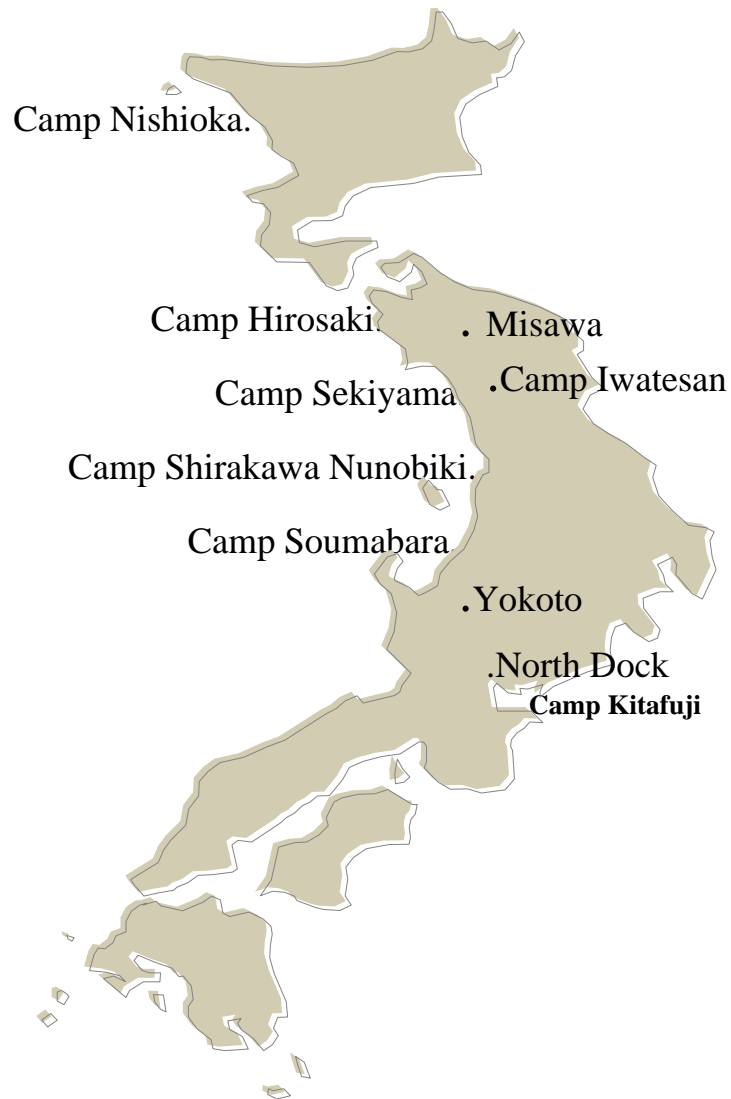 Camp Nishioka.
Camp Hirosaki.
. Misawa
.Camp Iwatesan
Camp Sekiyama.
Camp Shirakawa Nunobiki.
Camp Soumabara.
.Yokoto
.North Dock
Camp Kitafuji